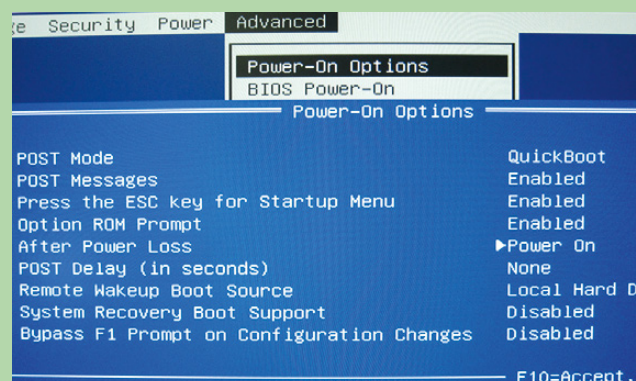 Security Power Advanced
Power-On Options
BIOS Power-On
Power-On Options
POST Mode QuickBoot
POST Messages Enabled
Press the ESC key for Startup Menu Enabled
Option ROM Prompt Enabled
After Power Loss ▶Power On
POST Delay (in seconds) None
Remote Wakeup Boot Source Local Hard D
System Recovery Boot Support Disabled
Bypass F1 Prompt on Configuration Changes Disabled
F10=Accept,